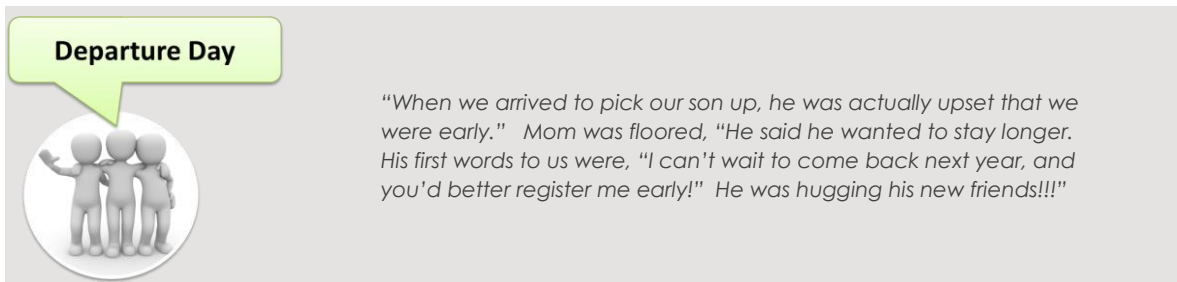 Departure Day
“When we arrived to pick our son up, he was actually upset that we
were early.”   Mom was floored, “He said he wanted to stay longer.
His first words to us were, “I can’t wait to come back next year, and
you’d better register me early!”  He was hugging his new friends!!!”